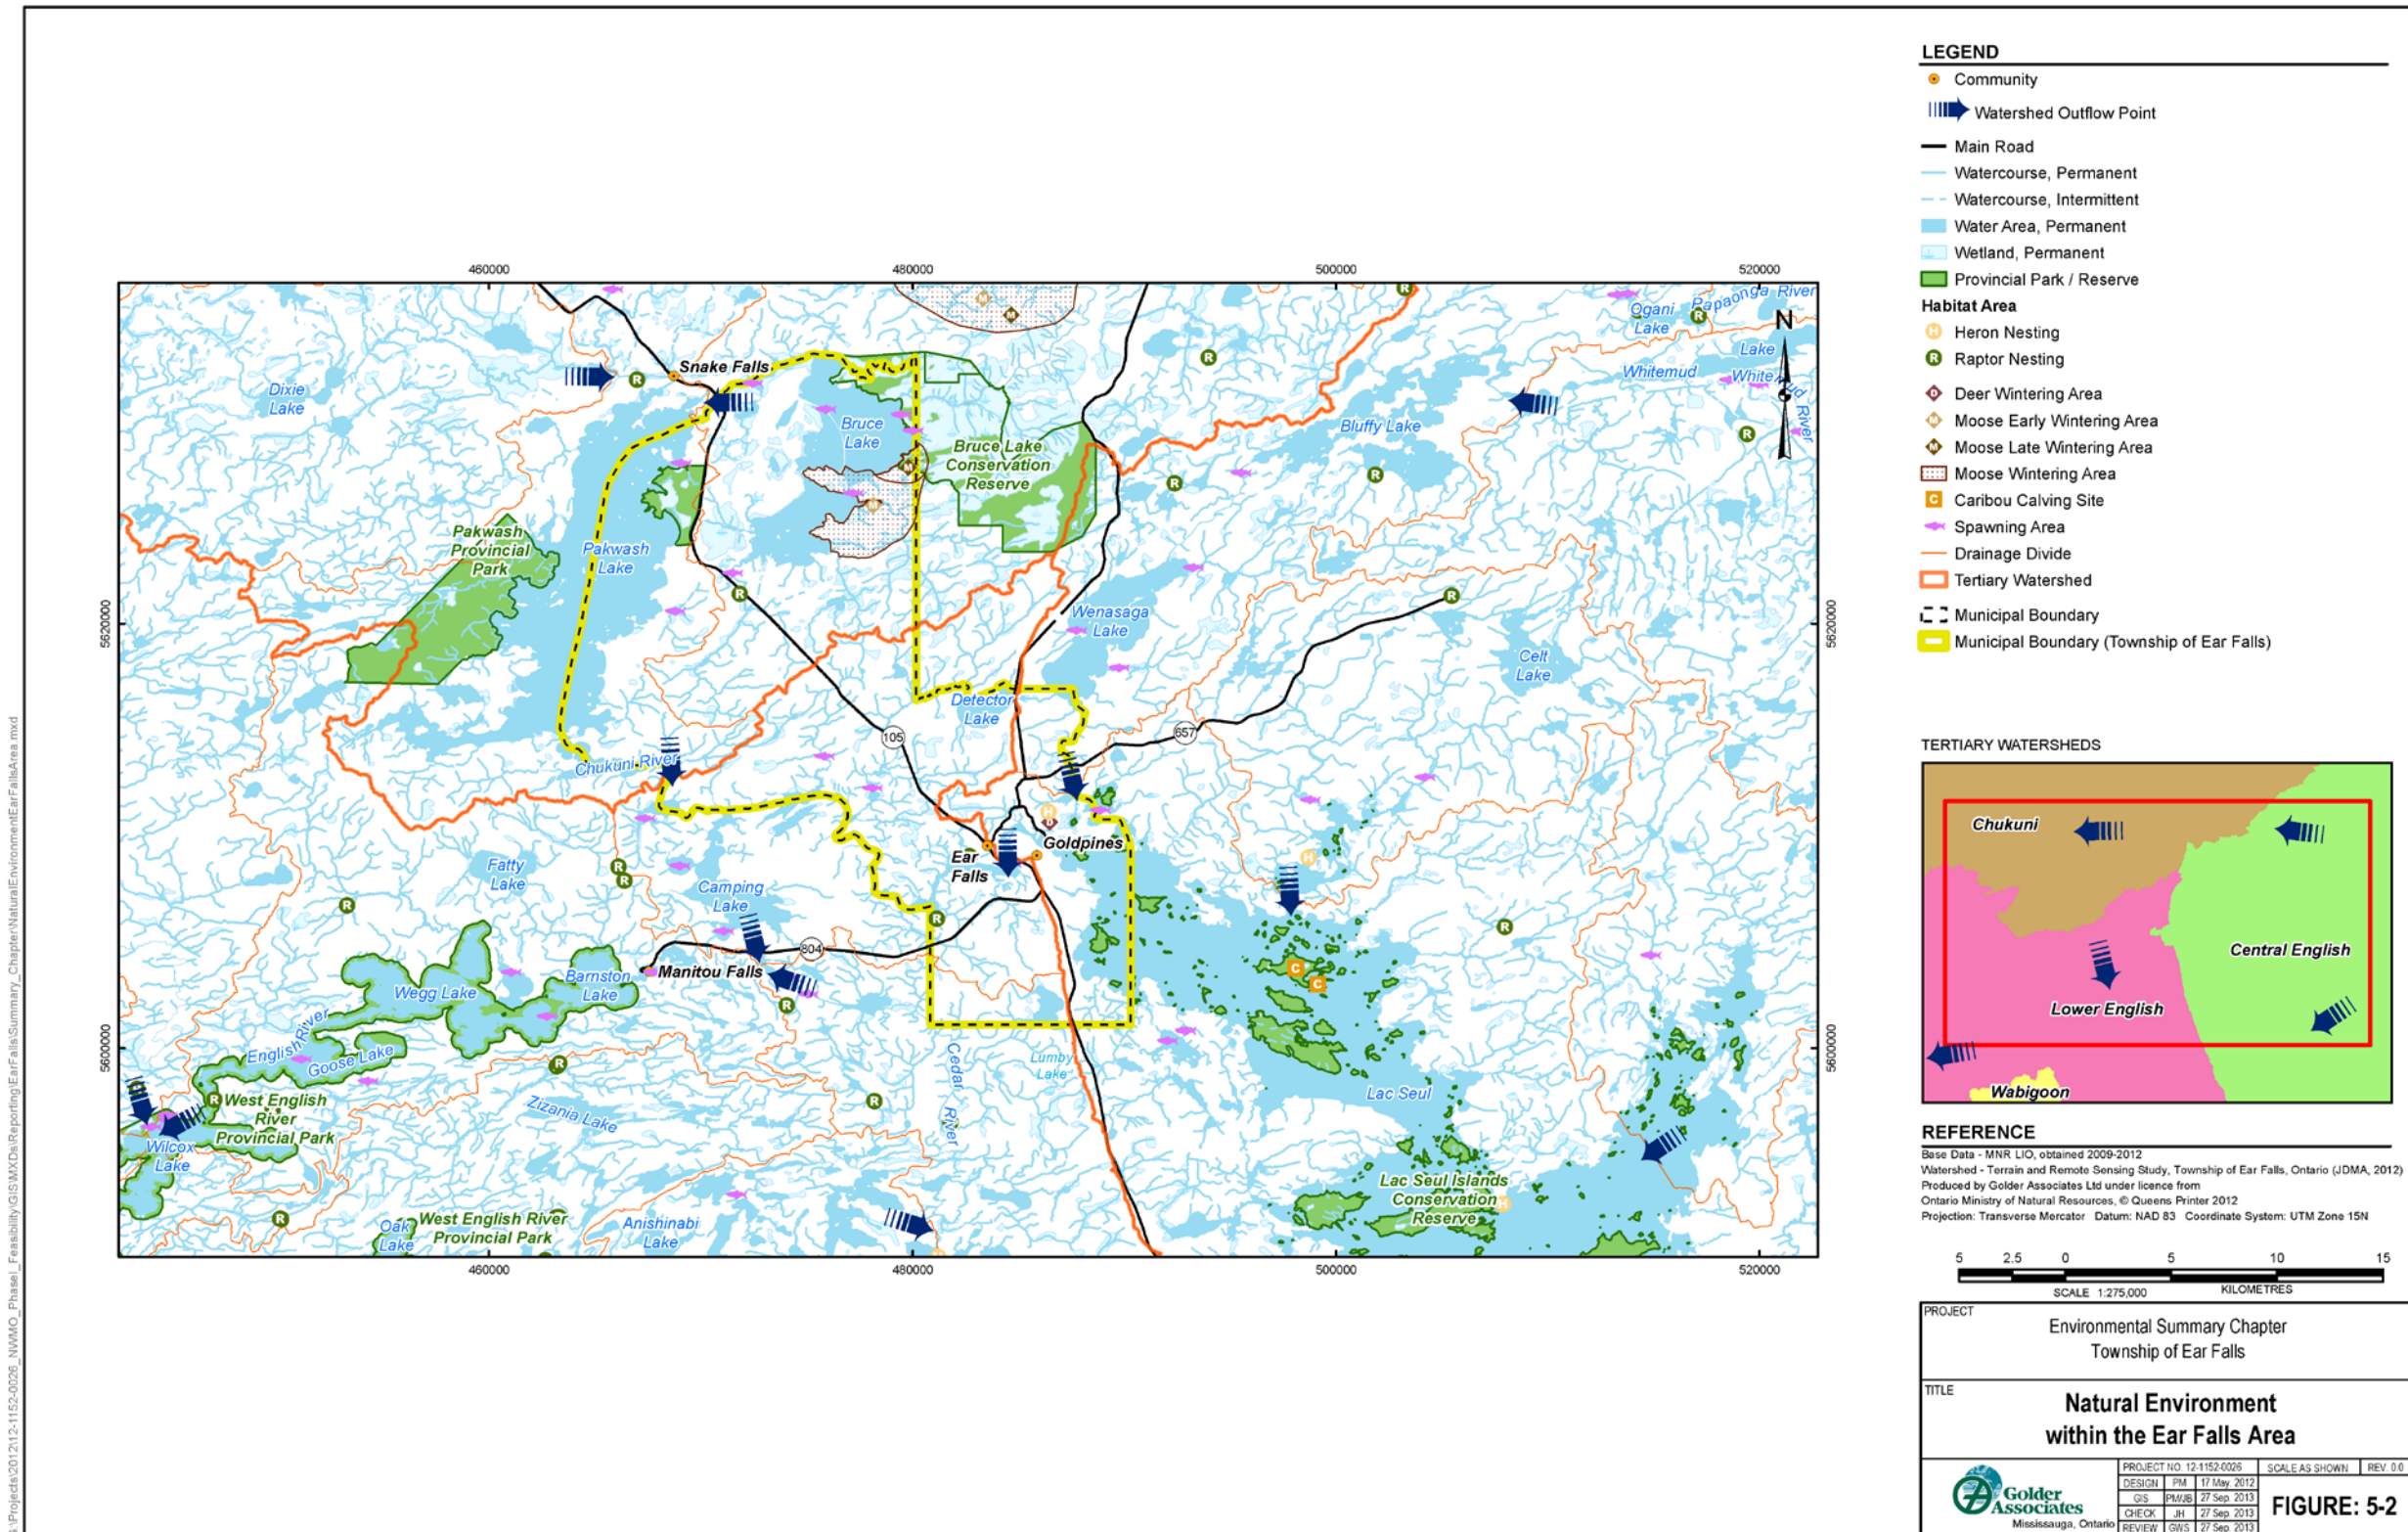 LEGEND
Community
Watershed Outflow Point
Main Road
Watercourse, Permanent
Watercourse, Intermittent
Water Area, Permanent
Wetland, Permanent
Provincial Park / Reserve
Habitat Area
H Heron Nesting
R Raptor Nesting
D Deer Wintering Area
M Moose Early Wintering Area
M Moose Late Wintering Area
Moose Wintering Area
C Caribou Calving Site
Spawning Area
Drainage Divide
Tertiary Watershed
Municipal Boundary
Municipal Boundary (Township of Ear Falls)
460000
480000
500000
520000
N
Ogani
Lake
Papaonga River
Lake
Whitemud
Whitemud
River
Snake Falls
Dixie
Lake
Bruce
Lake
Bluffy Lake
Bruce Lake
Conservation
Reserve
Pakwash
Provincial
Park
Pakwash
Lake
5620000
5620000
Wenasaga
Lake
Celt
Lake
Detector
Lake
105
657
Chukuni River
Goldpines
Ear
Falls
Fatty
Lake
Camping
Lake
804
Manitou Falls
Barnston
Lake
Wegg Lake
English River
Goose Lake
5600000
5600000
Cedar
River
Lumby
Lake
Lac Seul
West English
River
Provincial Park
Zizania Lake
Wilcox
Lake
Lac Seul Islands
Conservation
Reserve
West English River
Provincial Park
Oak
Lake
Anishinabi
Lake
460000
480000
500000
520000
TERTIARY WATERSHEDS
Chukuni
Central English
Lower English
Wabigoon
REFERENCE
Base Data - MNR LIO, obtained 2009-2012
Watershed - Terrain and Remote Sensing Study, Township of Ear Falls, Ontario (JDMA, 2012)
Produced by Golder Associates Ltd under licence from
Ontario Ministry of Natural Resources, © Queens Printer 2012
Projection: Transverse Mercator Datum: NAD 83 Coordinate System: UTM Zone 15N
5 2.5 0 5 10 15
SCALE 1:275,000 KILOMETRES
PROJECT
Environmental Summary Chapter
Township of Ear Falls
TITLE
Natural Environment
within the Ear Falls Area
Golder
Associates
Mississauga, Ontario
PROJECT NO. 12-1152-0026 SCALE AS SHOWN REV. 0.0
DESIGN PM 17 May. 2012
GIS PM/JB 27 Sep. 2013
CHECK JH 27 Sep. 2013
REVIEW GWS 27 Sep. 2013
FIGURE: 5-2